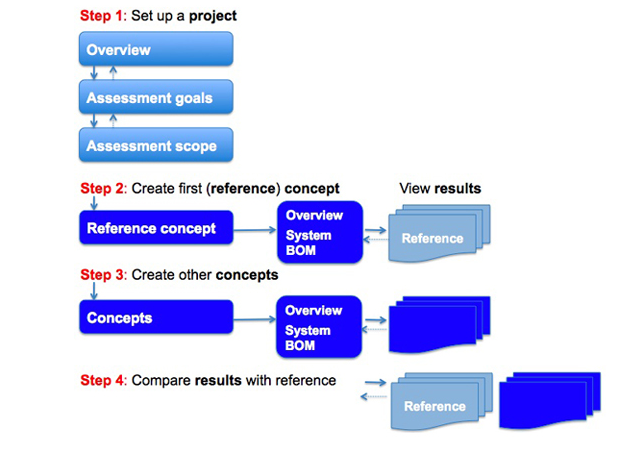 Step 1: Set up a project
Overview
Assessment goals
Assessment scope
Step 2: Create first (reference) concept
View results
Reference concept
Overview
System
BOM
Reference
Step 3: Create other concepts
Concepts
Overview
System
BOM
Step 4: Compare results with reference
Reference